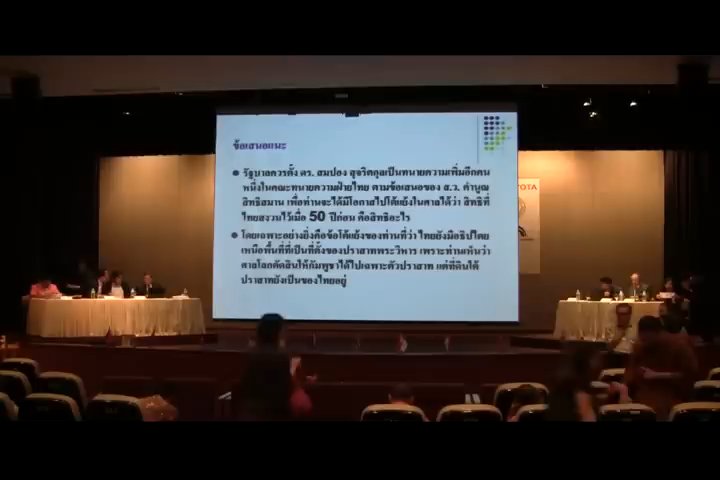 ข้อเสนอแนะ
รัฐบาลควรตั้ง ดร. สมปอง สุจริตกุลเป็นทนายความเพิ่มอีกคน
หนึ่งในคณะทนายความฝ่ายไทย ตามข้อเสนอของ ส.ว. คำนูณ
สิทธิสมาน เพื่อท่านจะได้มีโอกาสไปโต้แย้งในศาลได้ว่า สิทธิที่
ไทยสงวนไว้เมื่อ 50 ปีก่อน คือสิทธิอะไร
โดยเฉพาะอย่างยิ่งคือข้อโต้แย้งของท่านที่ว่า ไทยยังมีอธิปไตย
เหนือพื้นที่ที่เป็นที่ตั้งของปราสาทพระวิหาร เพราะท่านเห็นว่า
ศาลโลกตัดสินให้กัมพูชาได้ไปเฉพาะตัวปราสาท แต่ที่ดินใต้
ปราสาทยังเป็นของไทยอยู่
OTA